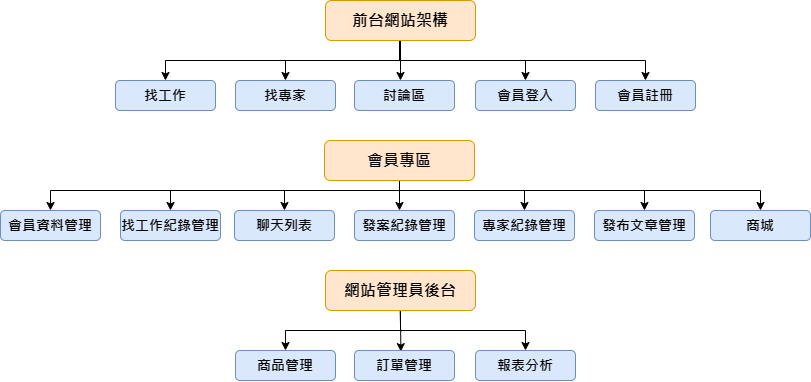 前台網站架構
找工作
找專家
討論區
會員登入
會員註冊
會員專區
會員資料管理
找工作紀錄管理
聊天列表
發案紀錄管理
專家紀錄管理
發布文章管理
商城
網站管理員後台
商品管理
訂單管理
報表分析